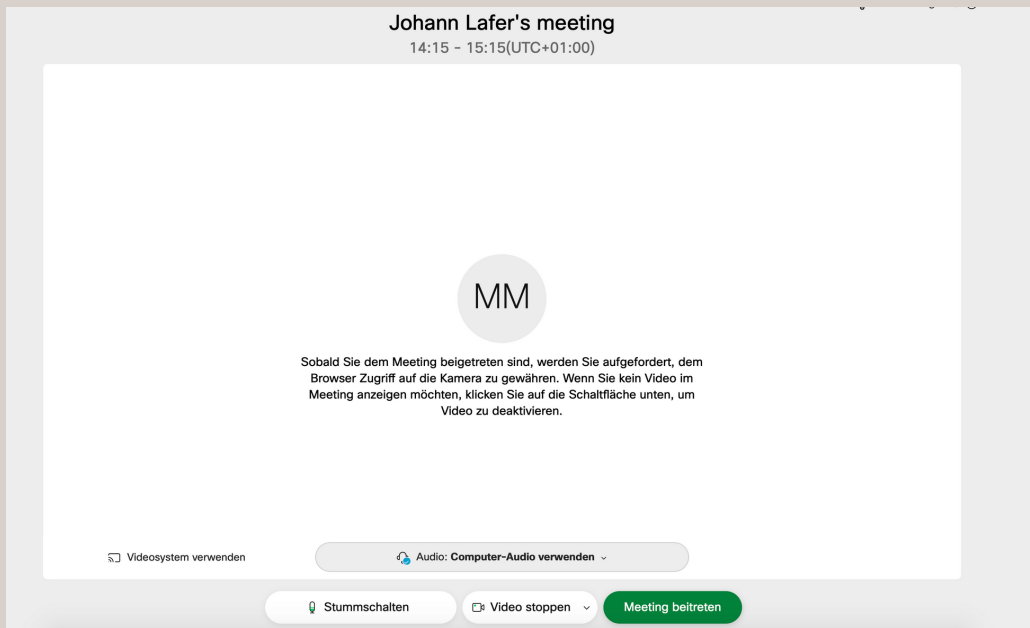 Johann Lafer's meeting
14:15 - 15:15(UTC+01:00)
MM
Sobald Sie dem Meeting beigetreten sind, werden Sie aufgefordert, dem
Browser Zugriff auf die Kamera zu gewähren. Wenn Sie kein Video im
Meeting anzeigen möchten, klicken Sie auf die Schaltfläche unten, um
Video zu deaktivieren.
Videosystem verwenden
Audio: Computer-Audio verwenden
Stummschalten
Video stoppen
Meeting beitreten